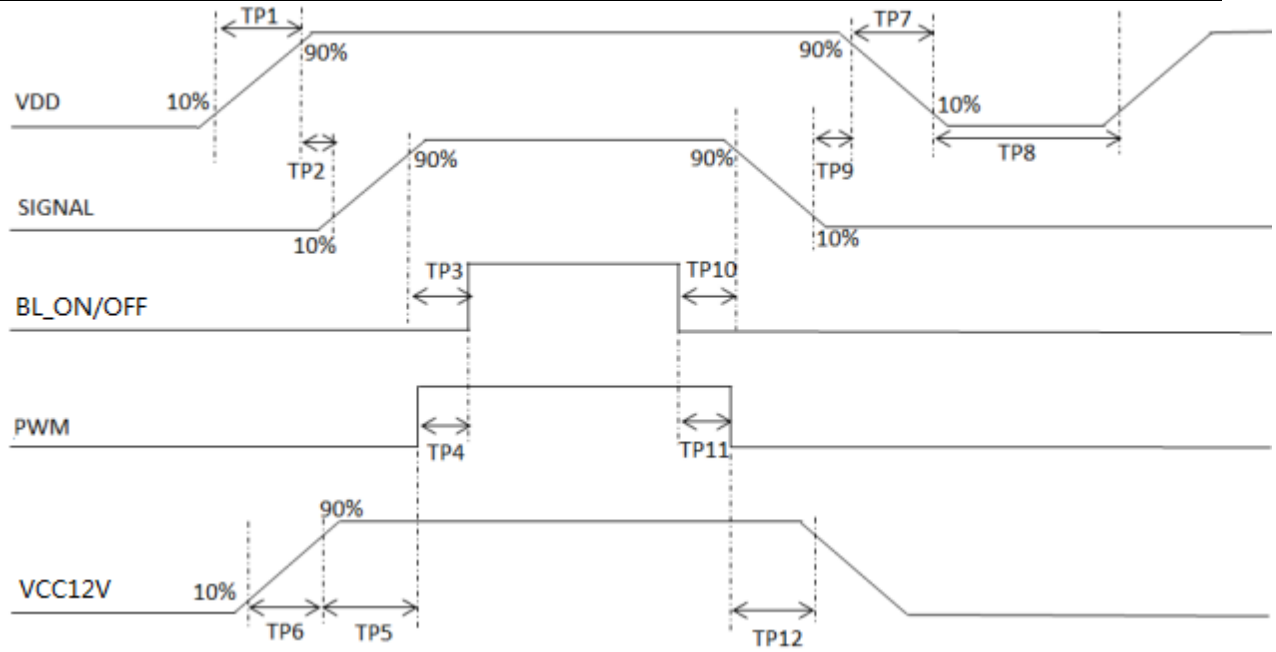 TP1
TP7
90%
90%
VDD
10%
10%
TP2
90%
90%
TP9
TP8
SIGNAL
10%
10%
TP3
TP10
BL_ON/OFF
PWM
TP4
TP11
90%
VCC12V
10%
TP6
TP5
TP12